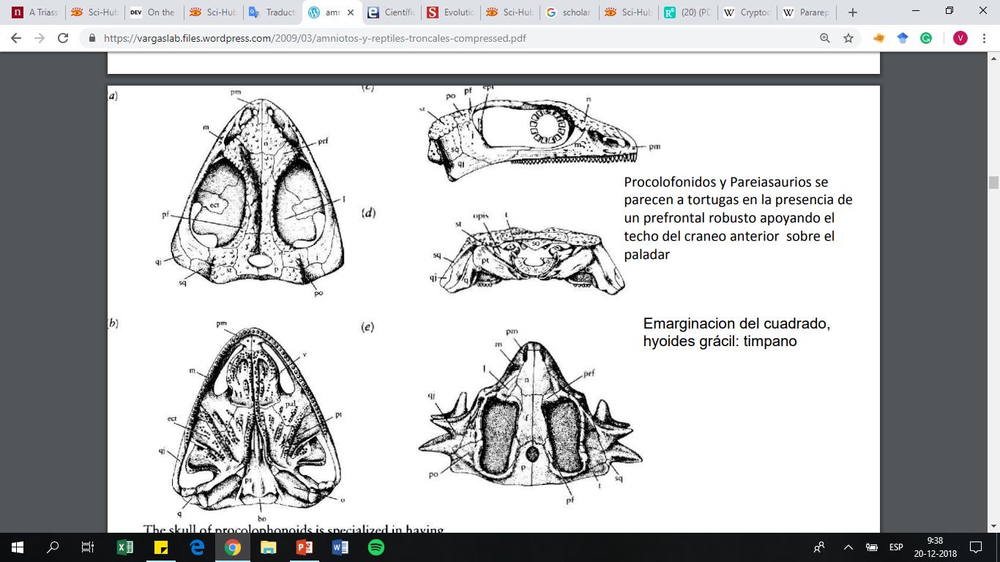 A Triass
Sci-Hub
On the
Sci-Hub
Traduct
amn
Científic
Evolutio
Sci-Hub
scholar
Sci-Hub
(20) (PD
Cryptod
Pararep
https://vargaslab.files.wordpress.com/2009/03/amniotos-y-reptiles-troncales-compressed.pdf
V
(a)
pm
m
n
prf
ect
l
pf
qj
sq
st
p
j
po
(c)
st
po
pf
ept
n
j
sq
qj
m
pm
Procolofonidos y Pareiasaurios se
parecen a tortugas en la presencia de
un prefrontal robusto apoyando el
techo del craneo anterior sobre el
paladar
(d)
opis
t
st
so
sq
pt
qj
q
(b)
pm
v
m
pal
ect
pt
qj
ps
q
bo
o
(e)
pm
m
l
n
prf
qj
f
p
po
sq
t
pf
Emarginacion del cuadrado,
hyoides grácil: timpano
The skull of procolophonoids is specialized in having
ESP
9:38
20-12-2018